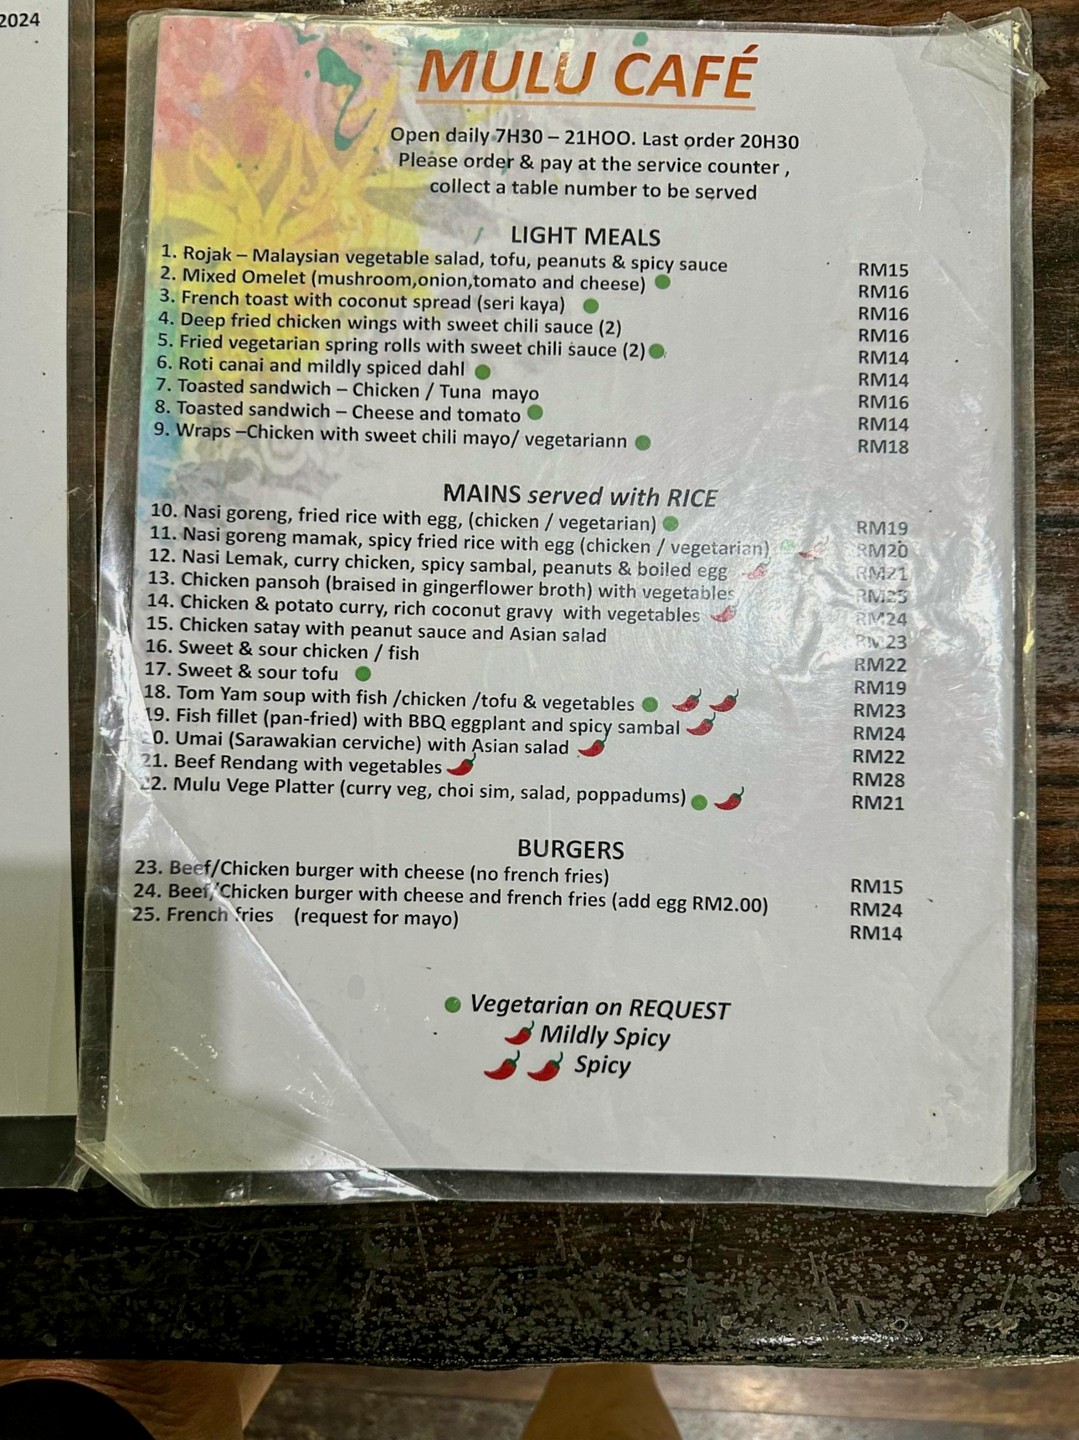 2024
MULU CAFÉ
Open daily 7H30 – 21HOO. Last order 20H30
Please order & pay at the service counter ,
collect a table number to be served
LIGHT MEALS
1. Rojak – Malaysian vegetable salad, tofu, peanuts & spicy sauce RM15
2. Mixed Omelet (mushroom,onion,tomato and cheese) RM16
3. French toast with coconut spread (seri kaya) RM16
4. Deep fried chicken wings with sweet chili sauce (2) RM16
5. Fried vegetarian spring rolls with sweet chili sauce (2) RM14
6. Roti canai and mildly spiced dahl RM14
7. Toasted sandwich – Chicken / Tuna mayo RM16
8. Toasted sandwich – Cheese and tomato RM14
9. Wraps –Chicken with sweet chili mayo/ vegetariann RM18
MAINS served with RICE
10. Nasi goreng, fried rice with egg, (chicken / vegetarian) RM19
11. Nasi goreng mamak, spicy fried rice with egg (chicken / vegetarian) RM20
12. Nasi Lemak, curry chicken, spicy sambal, peanuts & boiled egg RM21
13. Chicken pansoh (braised in gingerflower broth) with vegetables RM23
14. Chicken & potato curry, rich coconut gravy with vegetables RM24
15. Chicken satay with peanut sauce and Asian salad RM23
16. Sweet & sour chicken / fish RM22
17. Sweet & sour tofu RM19
18. Tom Yam soup with fish /chicken /tofu & vegetables RM23
19. Fish fillet (pan-fried) with BBQ eggplant and spicy sambal RM24
20. Umai (Sarawakian cerviche) with Asian salad RM22
21. Beef Rendang with vegetables RM28
22. Mulu Vege Platter (curry veg, choi sim, salad, poppadums) RM21
BURGERS
23. Beef/Chicken burger with cheese (no french fries) RM15
24. Beef/Chicken burger with cheese and french fries (add egg RM2.00) RM24
25. French fries (request for mayo) RM14
Vegetarian on REQUEST
Mildly Spicy
Spicy